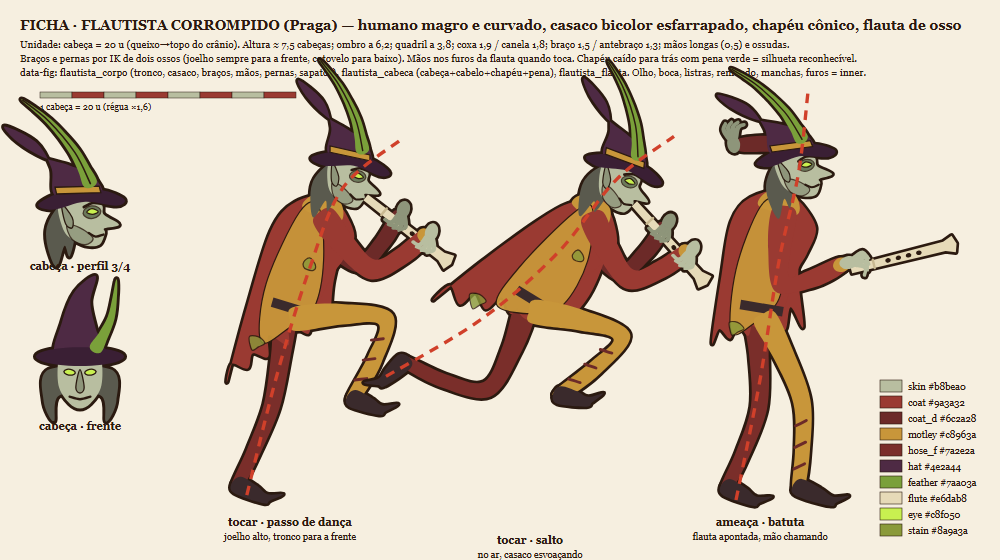 FICHA · FLAUTISTA CORROMPIDO (Praga) — humano magro e curvado, casaco bicolor esfarrapado, chapéu cônico, flauta de osso
Unidade: cabeça = 20 u (queixo→topo do crânio). Altura ≈ 7,5 cabeças; ombro a 6,2; quadril a 3,8; coxa 1,9 / canela 1,8; braço 1,5 / antebraço 1,3; mãos longas (0,5) e ossudas.
Braços e pernas por IK de dois ossos (joelho sempre para a frente, cotovelo para baixo). Mãos nos furos da flauta quando toca. Chapéu caído para trás com pena verde = silhueta reconhecível.
data-fig: flautista_corpo (tronco, casaco, braços, mãos, pernas, sapatos), flautista_cabeca (cabeça+cabelo+chapéu+pena), flautista_flauta. Olho, boca, listras, remendo, manchas, furos = inner.
1 cabeça = 20 u (régua ×1,6)
cabeça · perfil 3/4
cabeça · frente
tocar · passo de dança
joelho alto, tronco para a frente
tocar · salto
no ar, casaco esvoaçando
ameaça · batuta
flauta apontada, mão chamando
skin #b8bea0
coat #9a3a32
coat_d #6c2a28
motley #c8963a
hose_f #7a2e2a
hat #4e2a44
feather #7aa03a
flute #e6dab8
eye #c8f050
stain #8a9a3a